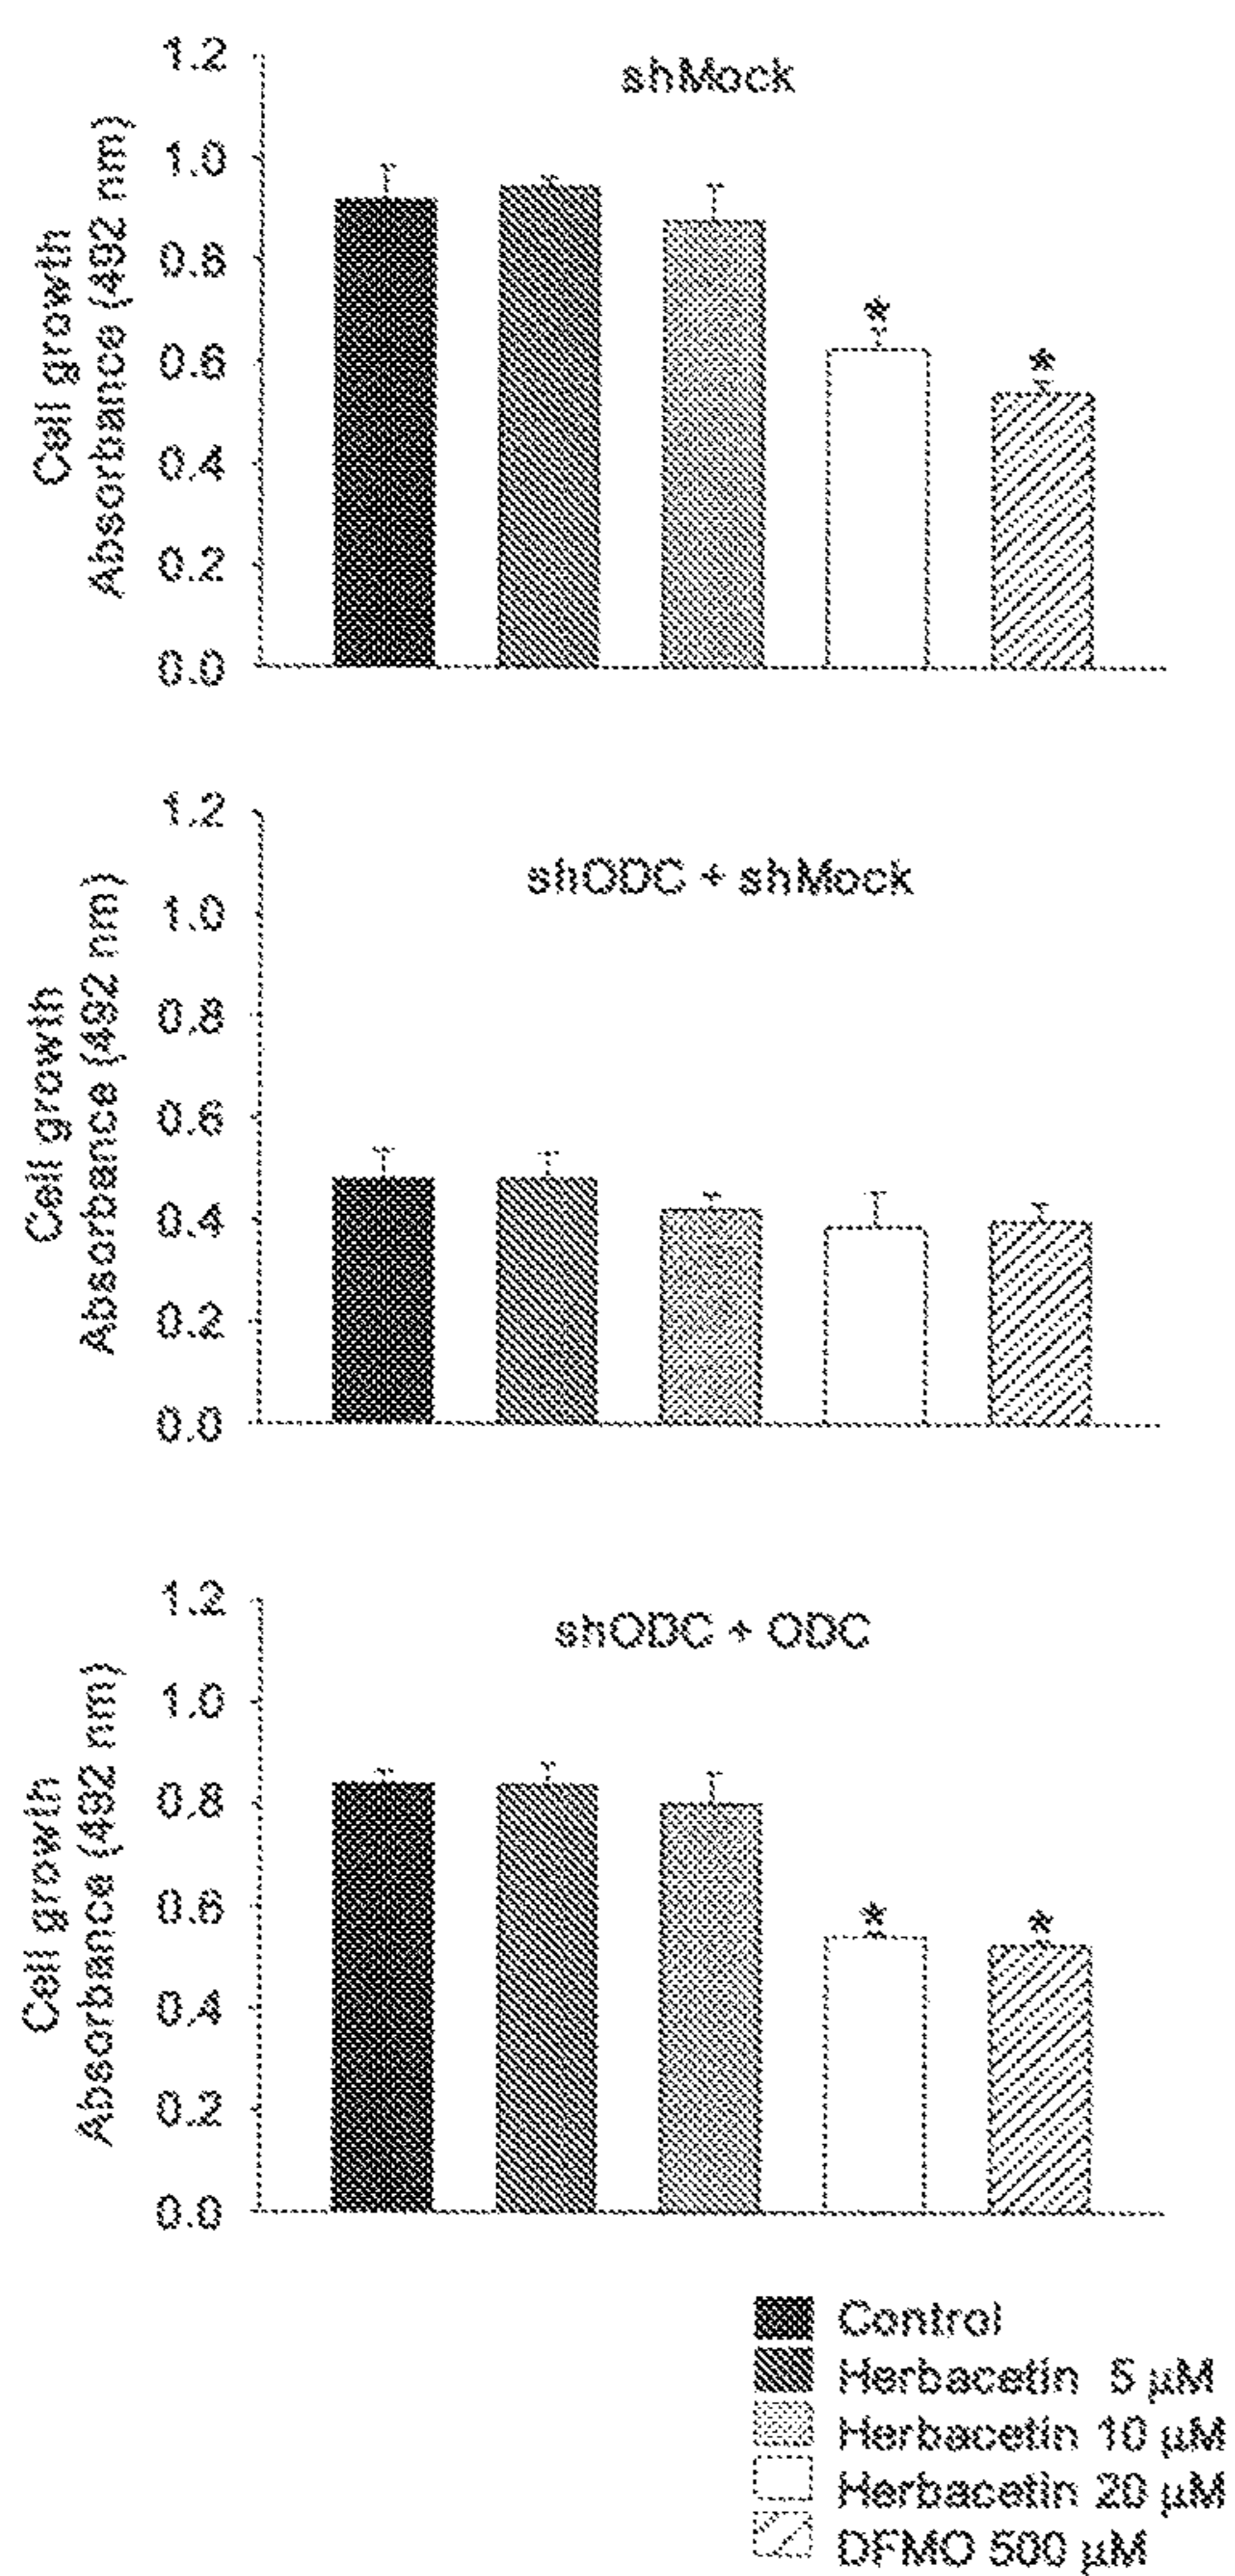 shMock
Cell growth
Absorbance (492 nm)
1.2
1.0
0.8
0.6
0.4
0.2
0.0
*
*
shODC + shMock
Cell growth
Absorbance (492 nm)
1.2
1.0
0.8
0.6
0.4
0.2
0.0
shODC + ODC
Cell growth
Absorbance (492 nm)
1.2
1.0
0.8
0.6
0.4
0.2
0.0
*
*
Control
Herbacetin 5 µM
Herbacetin 10 µM
Herbacetin 20 µM
DFMO 500 µM